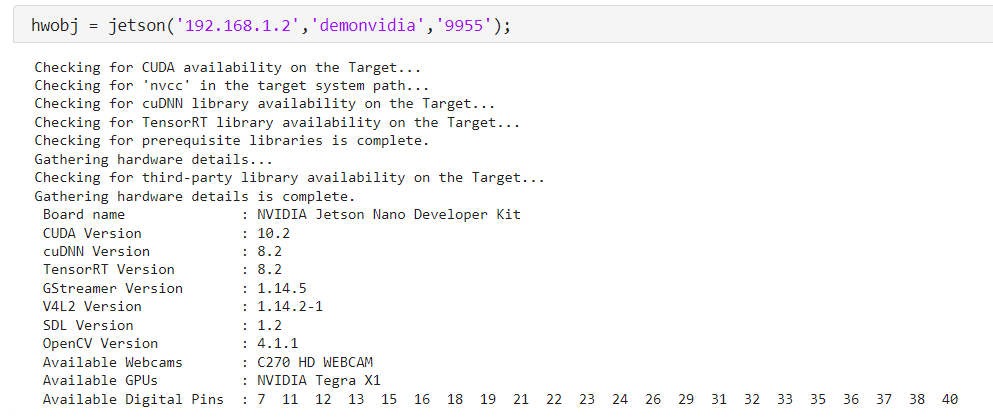 hwobj = jetson('192.168.1.2','demonvidia','9955');
Checking for CUDA availability on the Target...
Checking for 'nvcc' in the target system path...
Checking for cuDNN library availability on the Target...
Checking for TensorRT library availability on the Target...
Checking for prerequisite libraries is complete.
Gathering hardware details...
Checking for third-party library availability on the Target...
Gathering hardware details is complete.
Board name : NVIDIA Jetson Nano Developer Kit
CUDA Version : 10.2
cuDNN Version : 8.2
TensorRT Version : 8.2
GStreamer Version : 1.14.5
V4L2 Version : 1.14.2-1
SDL Version : 1.2
OpenCV Version : 4.1.1
Available Webcams : C270 HD WEBCAM
Available GPUs : NVIDIA Tegra X1
Available Digital Pins : 7 11 12 13 15 16 18 19 21 22 23 24 26 29 31 32 33 35 36 37 38 40